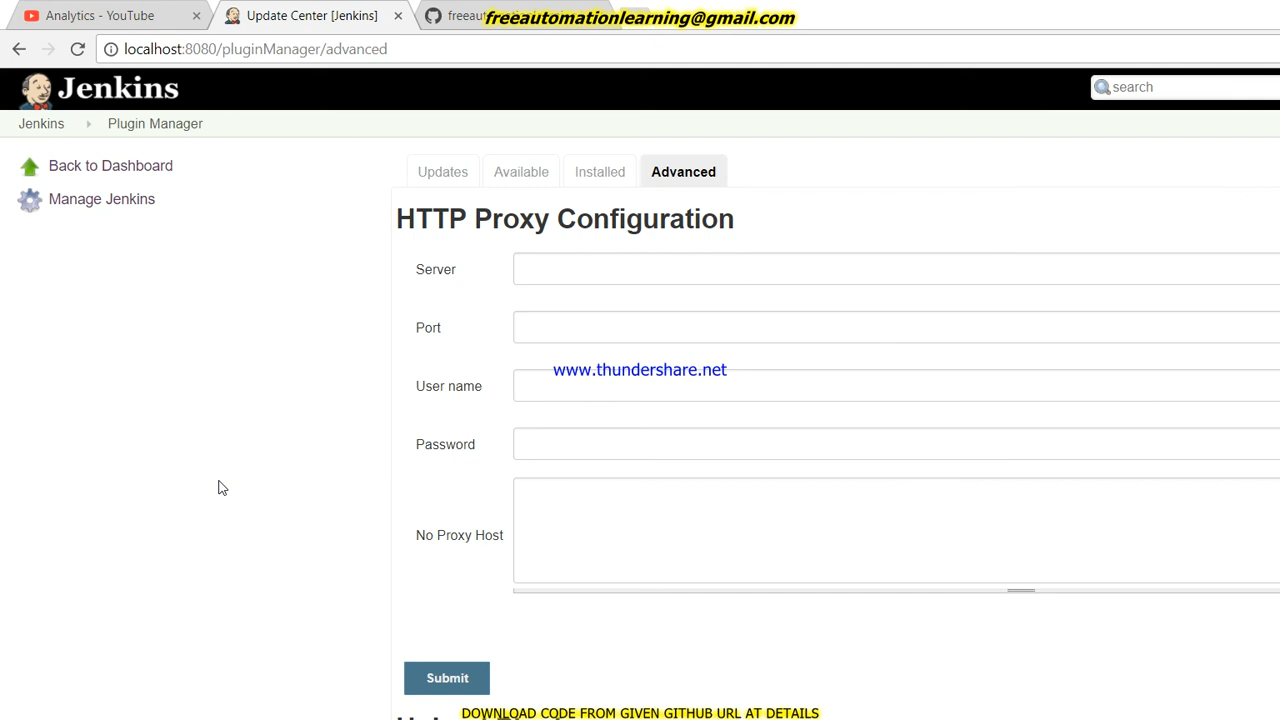 Analytics - YouTube
Update Center [Jenkins]
freeau
freeautomationlearning@gmail.com
localhost:8080/pluginManager/advanced
Jenkins
search
Jenkins
Plugin Manager
Back to Dashboard
Manage Jenkins
Updates
Available
Installed
Advanced
HTTP Proxy Configuration
Server
Port
www.thundershare.net
User name
Password
No Proxy Host
Submit
DOWNLOAD CODE FROM GIVEN GITHUB URL AT DETAILS